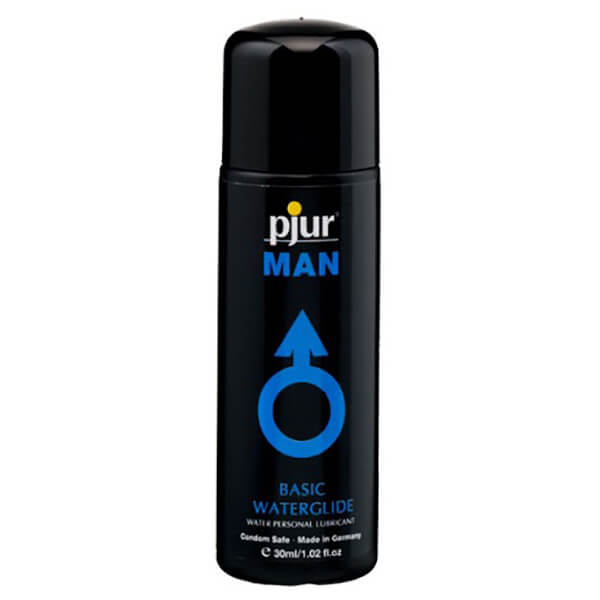 pjur®
MAN
BASIC
WATERGLIDE
WATER PERSONAL LUBRICANT
Condom Safe · Made in Germany
℮ 30ml/1.02 fl.oz